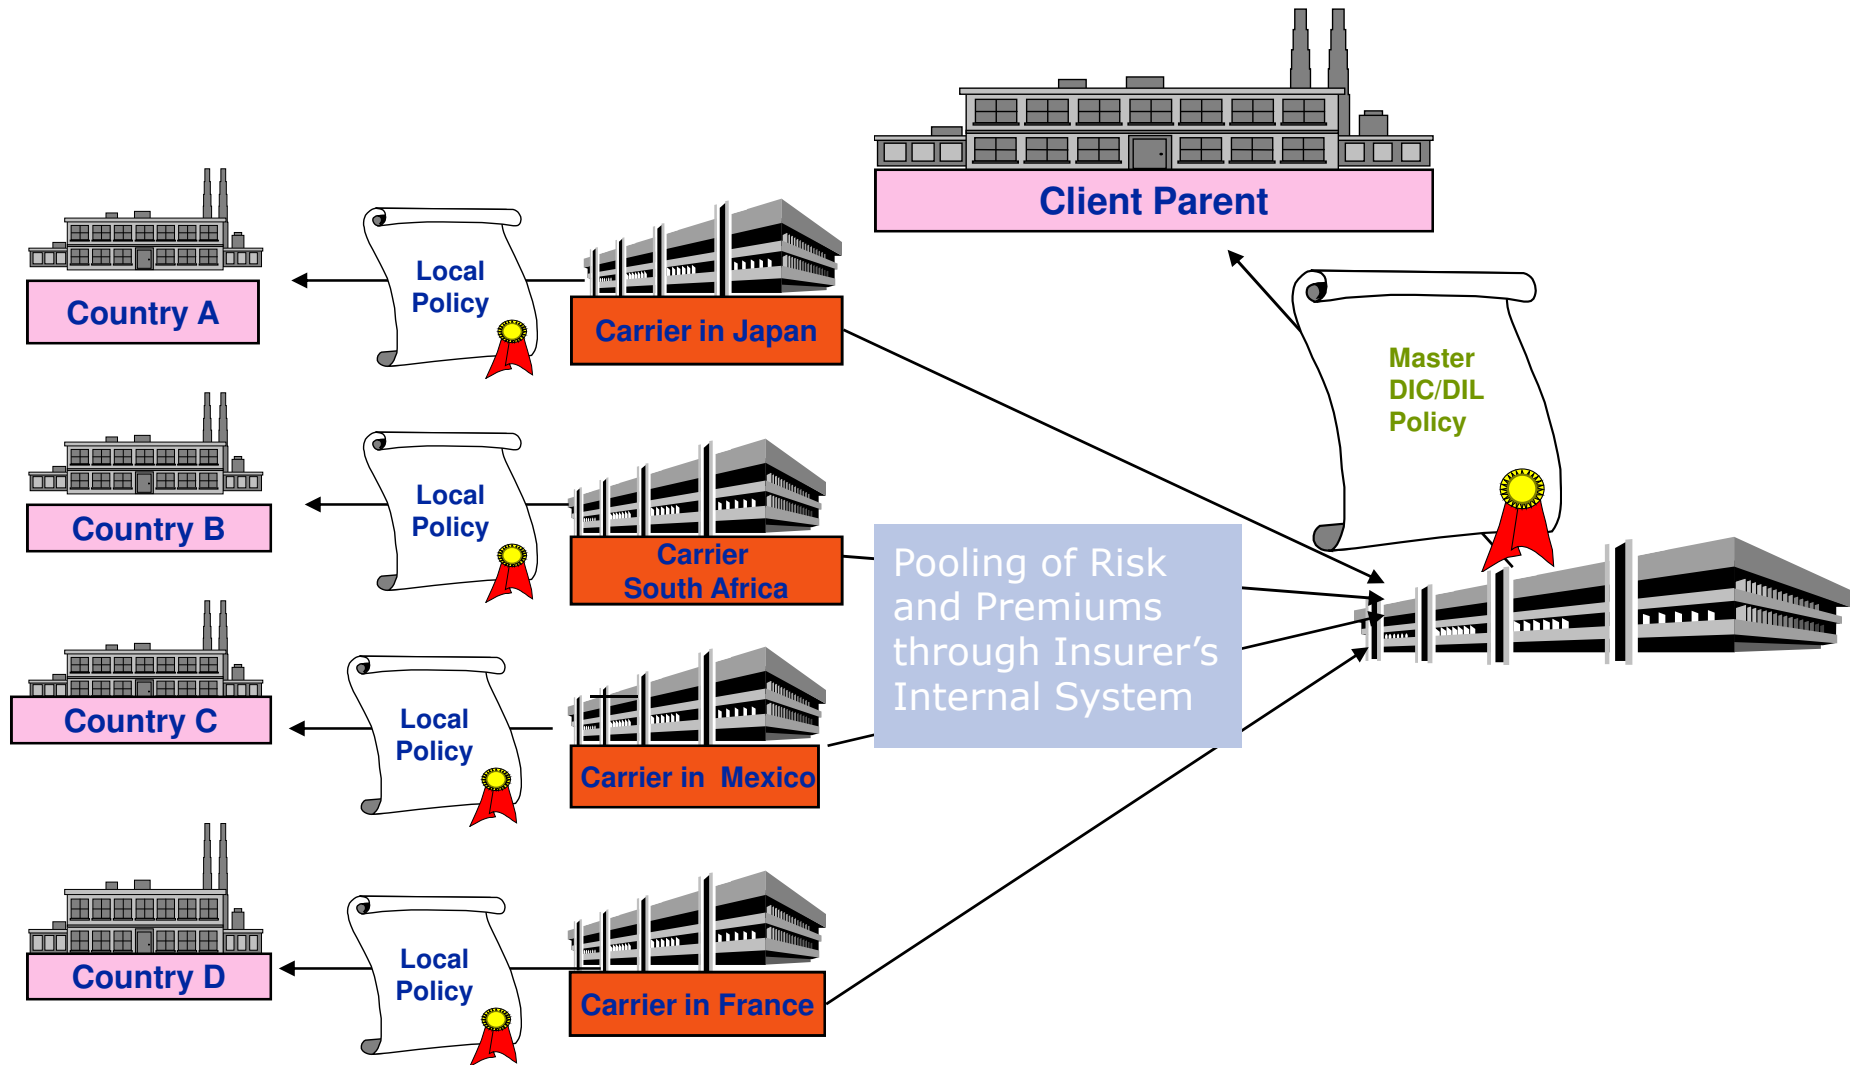 Client Parent
Country A
Local
Policy
Carrier in Japan
Master
DIC/DIL
Policy
Country B
Local
Policy
Carrier
South Africa
Pooling of Risk
and Premiums
through Insurer’s
Internal System
Country C
Local
Policy
Carrier in  Mexico
Country D
Local
Policy
Carrier in France